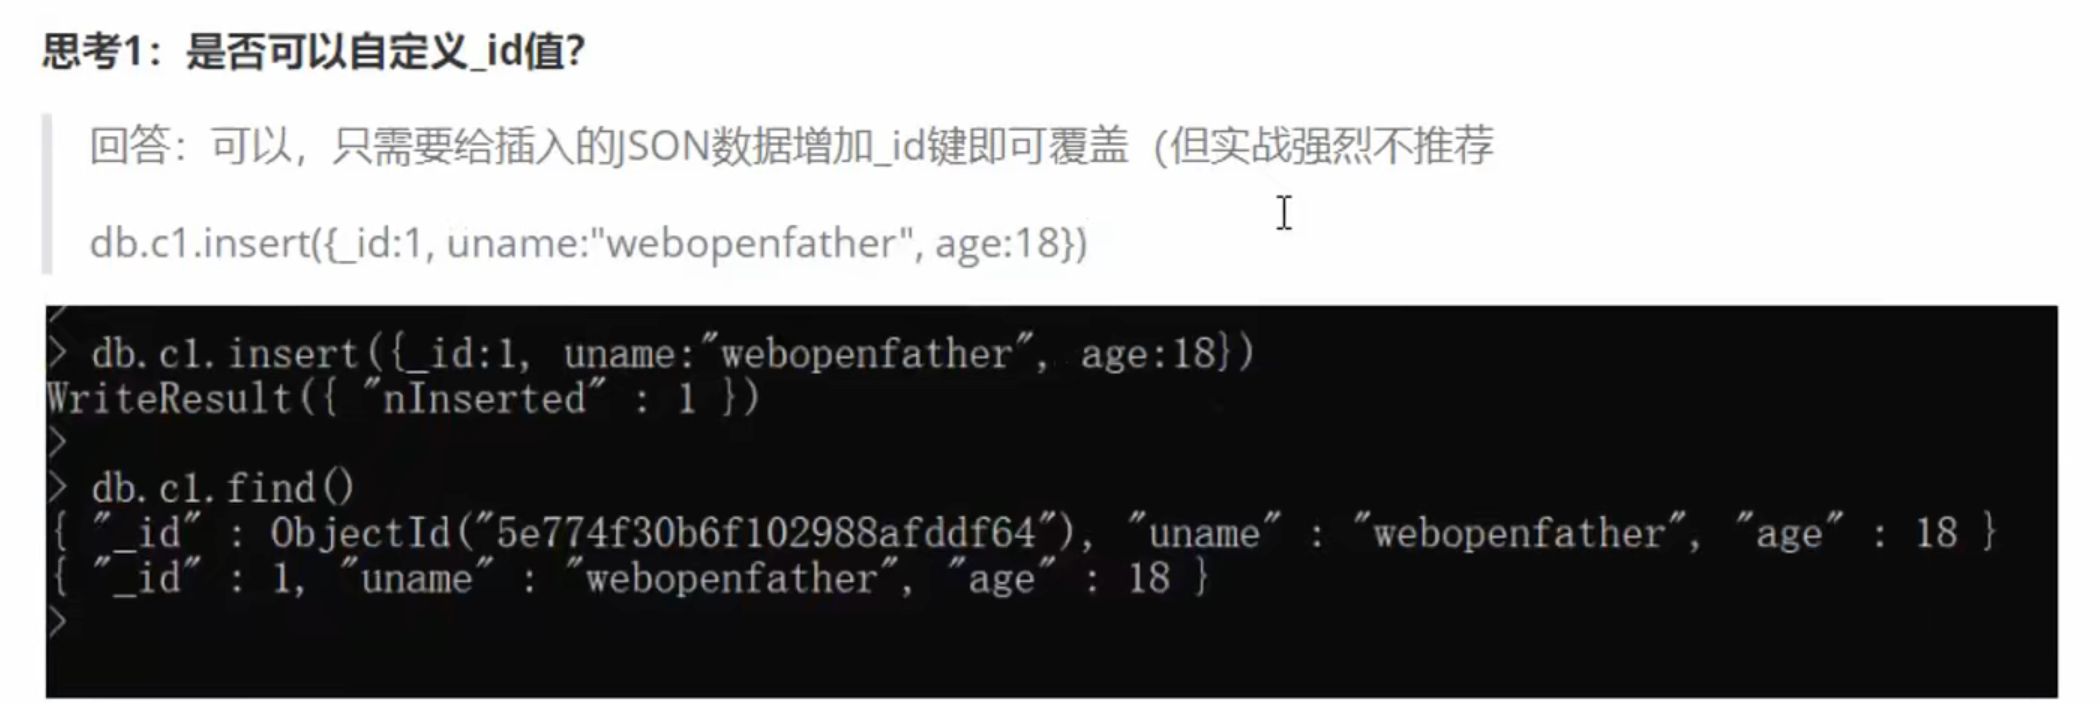 思考1：是否可以自定义_id值?
回答：可以，只需要给插入的JSON数据增加_id键即可覆盖（但实战强烈不推荐
db.c1.insert({_id:1, uname:"webopenfather", age:18})
> db.c1.insert({_id:1, uname:"webopenfather", age:18})
WriteResult({ "nInserted" : 1 })
>
> db.c1.find()
{ "_id" : ObjectId("5e774f30b6f102988afddf64"), "uname" : "webopenfather", "age" : 18 }
{ "_id" : 1, "uname" : "webopenfather", "age" : 18 }
>